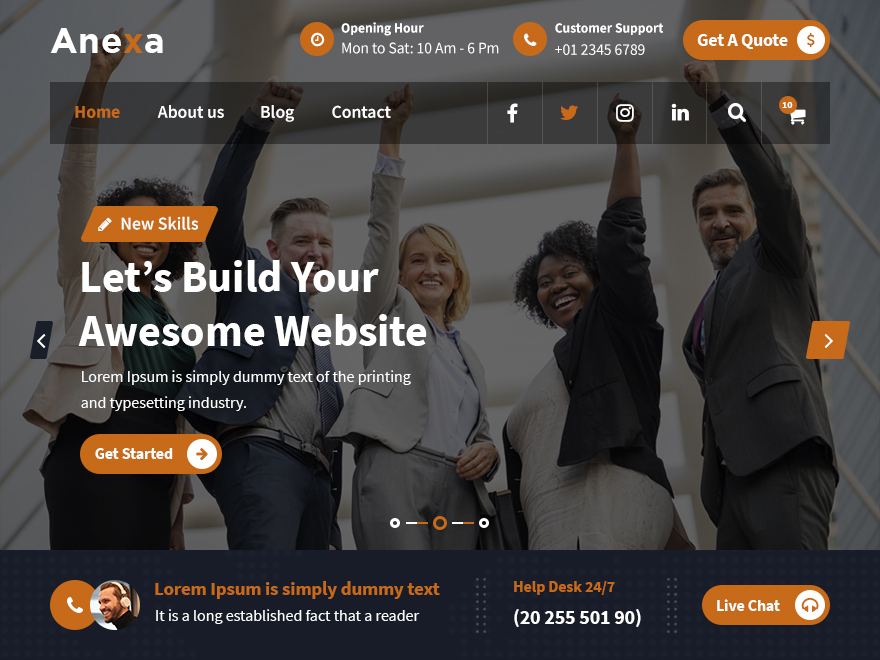 Anexa
Opening Hour
Mon to Sat: 10 Am - 6 Pm
Customer Support
+01 2345 6789
Get A Quote $
Home
About us
Blog
Contact
10
New Skills
Let’s Build Your
Awesome Website
Lorem Ipsum is simply dummy text of the printing
and typesetting industry.
Get Started
Lorem Ipsum is simply dummy text
It is a long established fact that a reader
Help Desk 24/7
(20 255 501 90)
Live Chat